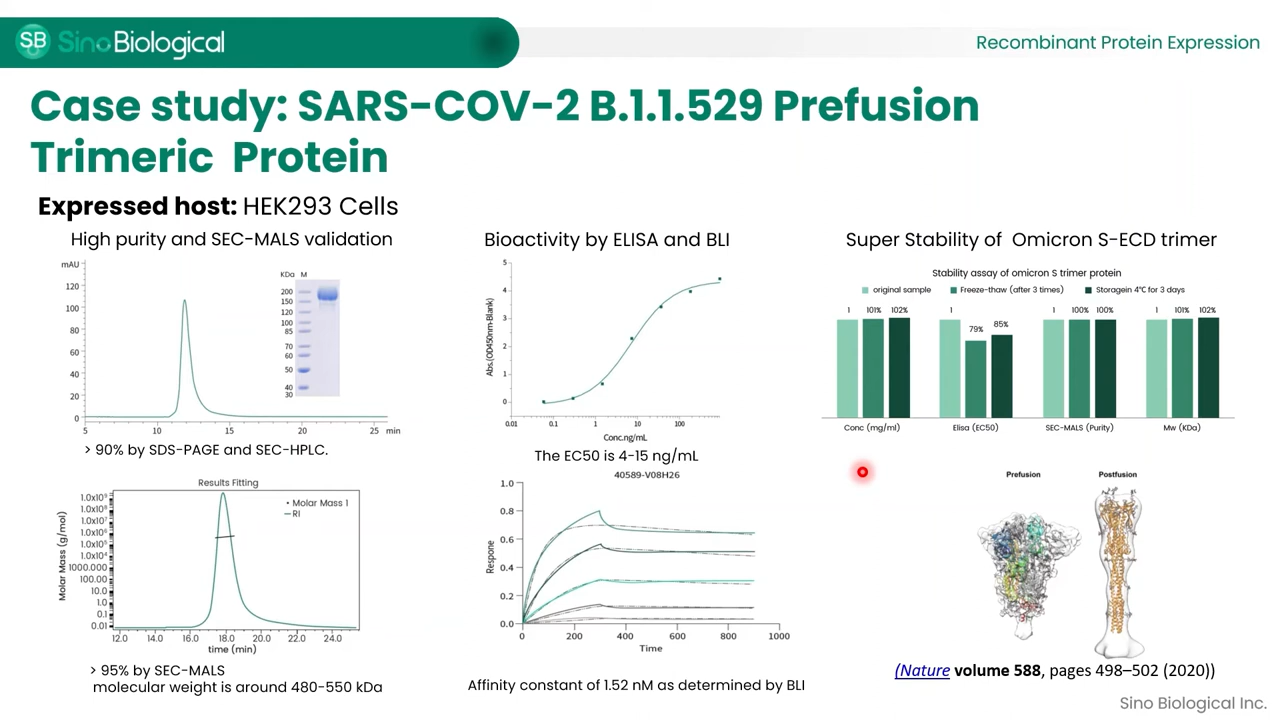 SB SinoBiological
Recombinant Protein Expression
Case study: SARS-COV-2 B.1.1.529 Prefusion
Trimeric Protein
Expressed host: HEK293 Cells
High purity and SEC-MALS validation
mAU
120
100
80
60
40
20
0
5 10 15 20 25 min
KDa M
200
150
120
100
85
70
60
50
40
30
> 90% by SDS-PAGE and SEC-HPLC.
Results Fitting
Molar Mass 1
RI
Molar Mass (g/mol)
1.0x10⁹
1.0x10⁸
1.0x10⁷
1.0x10⁶
1.0x10⁵
1.0x10⁴
1000.000
100.00
10.0
1.0
0.1
0.01
12.0 14.0 16.0 18.0 20.0 22.0 24.0
time (min)
> 95% by SEC-MALS
molecular weight is around 480-550 kDa
Bioactivity by ELISA and BLI
Abs.(OD450nm-Blank)
5
4
3
2
1
0
0.01 0.1 1 10 100
Conc.ng/mL
The EC50 is 4-15 ng/mL
40589-V08H26
Respone
1.0
0.8
0.6
0.4
0.2
0.0
0 200 400 600 800 1000
Time
Affinity constant of 1.52 nM as determined by BLI
Super Stability of Omicron S-ECD trimer
Stability assay of omicron S trimer protein
original sample Freeze-thaw (after 3 times) Storagein 4℃ for 3 days
1 101% 102% 1 79% 85% 1 100% 100% 1 101% 102%
Conc (mg/ml) Elisa (EC50) SEC-MALS (Purity) Mw (KDa)
Prefusion Postfusion
(Nature volume 588, pages 498–502 (2020))
Sino Biological Inc.